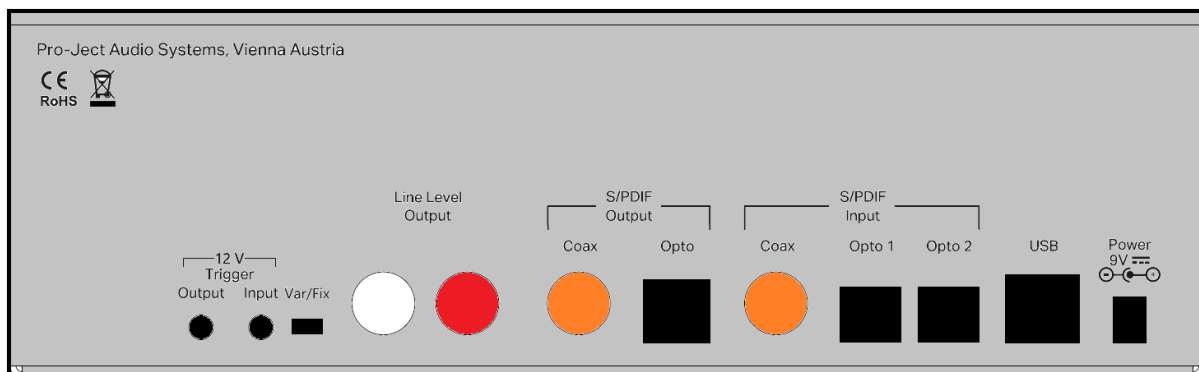 Pro-Ject Audio Systems, Vienna Austria
CE
RoHS
Line Level
Output
S/PDIF
Output
S/PDIF
Input
Coax
Opto
Coax
Opto 1
Opto 2
USB
Power
9V
12 V
Trigger
Output
Input
Var/Fix